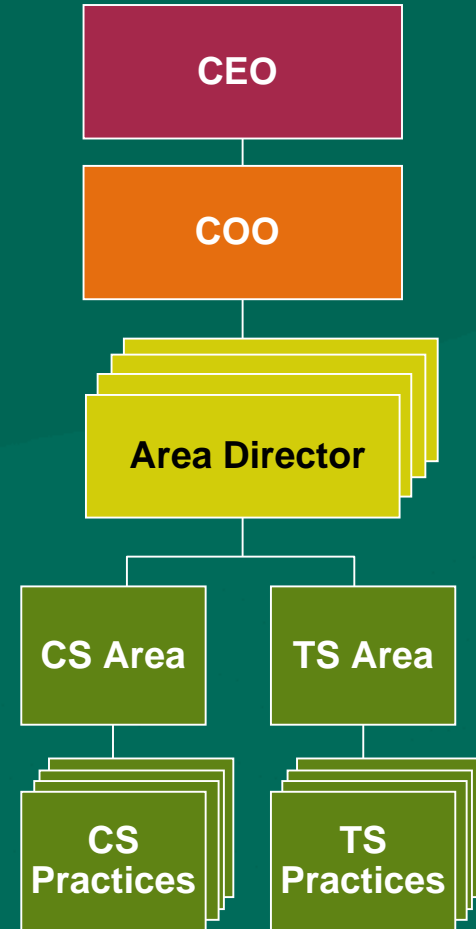 CEO
COO
Area Director
CS Area
TS Area
CS
Practices
TS
Practices